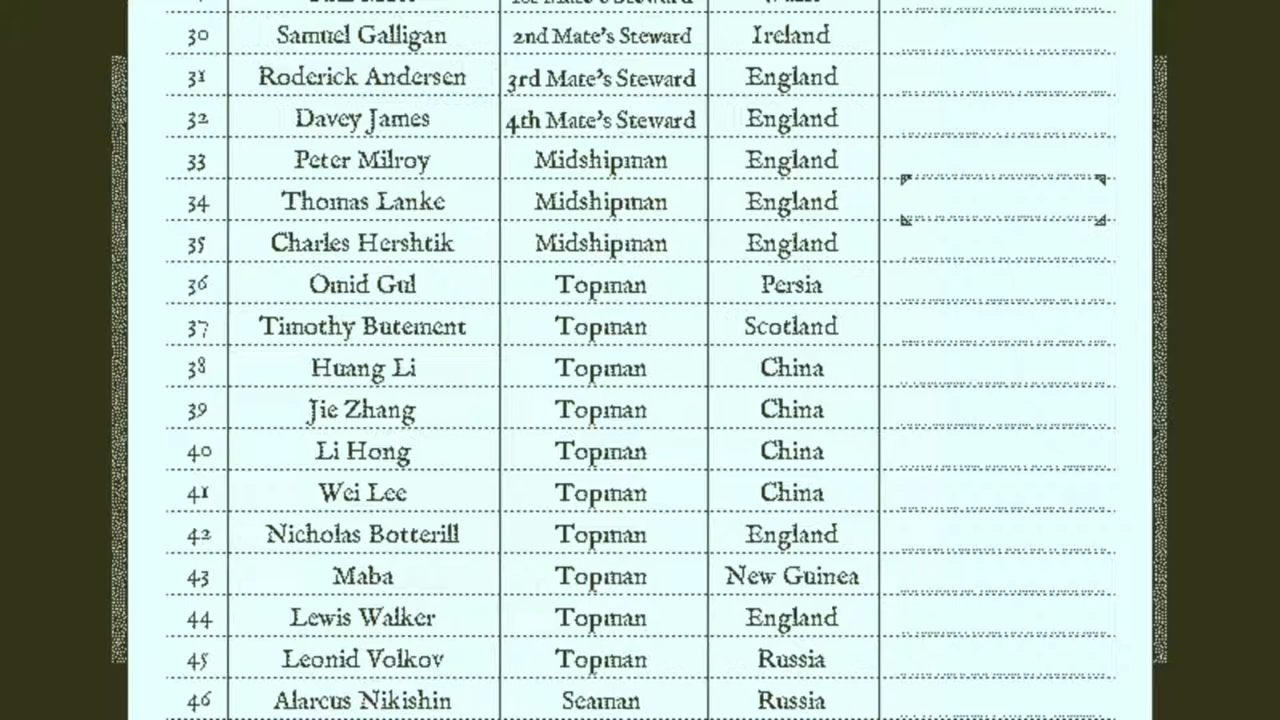 30 Samuel Galligan 2nd Mate's Steward Ireland
31 Roderick Andersen 3rd Mate's Steward England
32 Davey James 4th Mate's Steward England
33 Peter Milroy Midshipman England
34 Thomas Lanke Midshipman England
35 Charles Hershtik Midshipman England
36 Omid Gul Topman Persia
37 Timothy Butement Topman Scotland
38 Huang Li Topman China
39 Jie Zhang Topman China
40 Li Hong Topman China
41 Wei Lee Topman China
42 Nicholas Botterill Topman England
43 Maba Topman New Guinea
44 Lewis Walker Topman England
45 Leonid Volkov Topman Russia
46 Alarcus Nikishin Seaman Russia